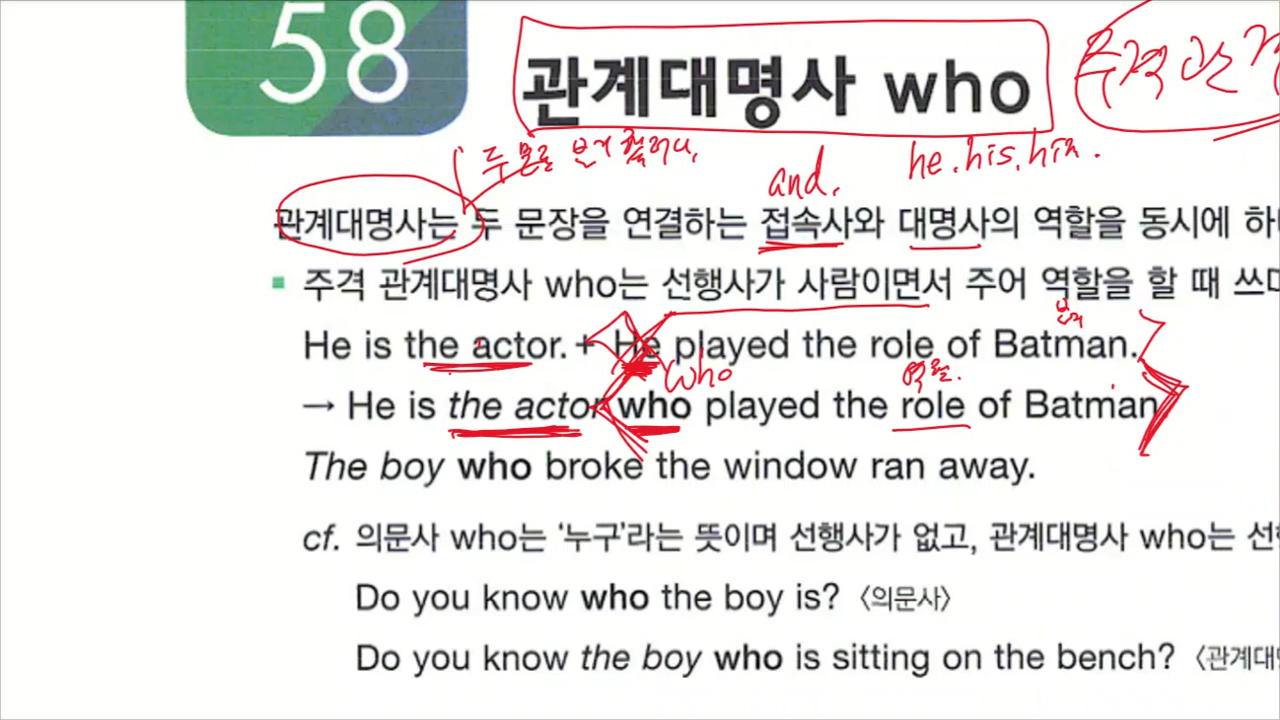 58
관계대명사 who
주격 관계
두 문장을
and.
he. his. him.
관계대명사는 두 문장을 연결하는 접속사와 대명사의 역할을 동시에 하
■ 주격 관계대명사 who는 선행사가 사람이면서 주어 역할을 할 때 쓰며
He is the actor. + He played the role of Batman.
who
역할.
→ He is the actor who played the role of Batman
The boy who broke the window ran away.
cf. 의문사 who는 ‘누구’라는 뜻이며 선행사가 없고, 관계대명사 who는 선
Do you know who the boy is? 〈의문사〉
Do you know the boy who is sitting on the bench? 〈관계대